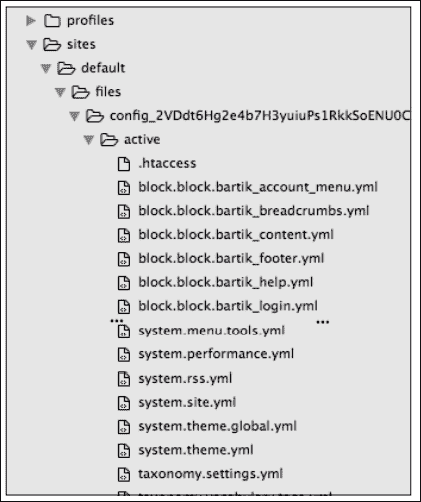 profiles
sites
default
files
config_2VDdt6Hg2e4b7H3yuiuPs1RkkSoENU0C
active
.htaccess
block.block.bartik_account_menu.yml
block.block.bartik_breadcrumbs.yml
block.block.bartik_content.yml
block.block.bartik_footer.yml
block.block.bartik_help.yml
block.block.bartik_login.yml
... ...
system.menu.tools.yml
system.performance.yml
system.rss.yml
system.site.yml
system.theme.global.yml
system.theme.yml
taxonomy.settings.yml